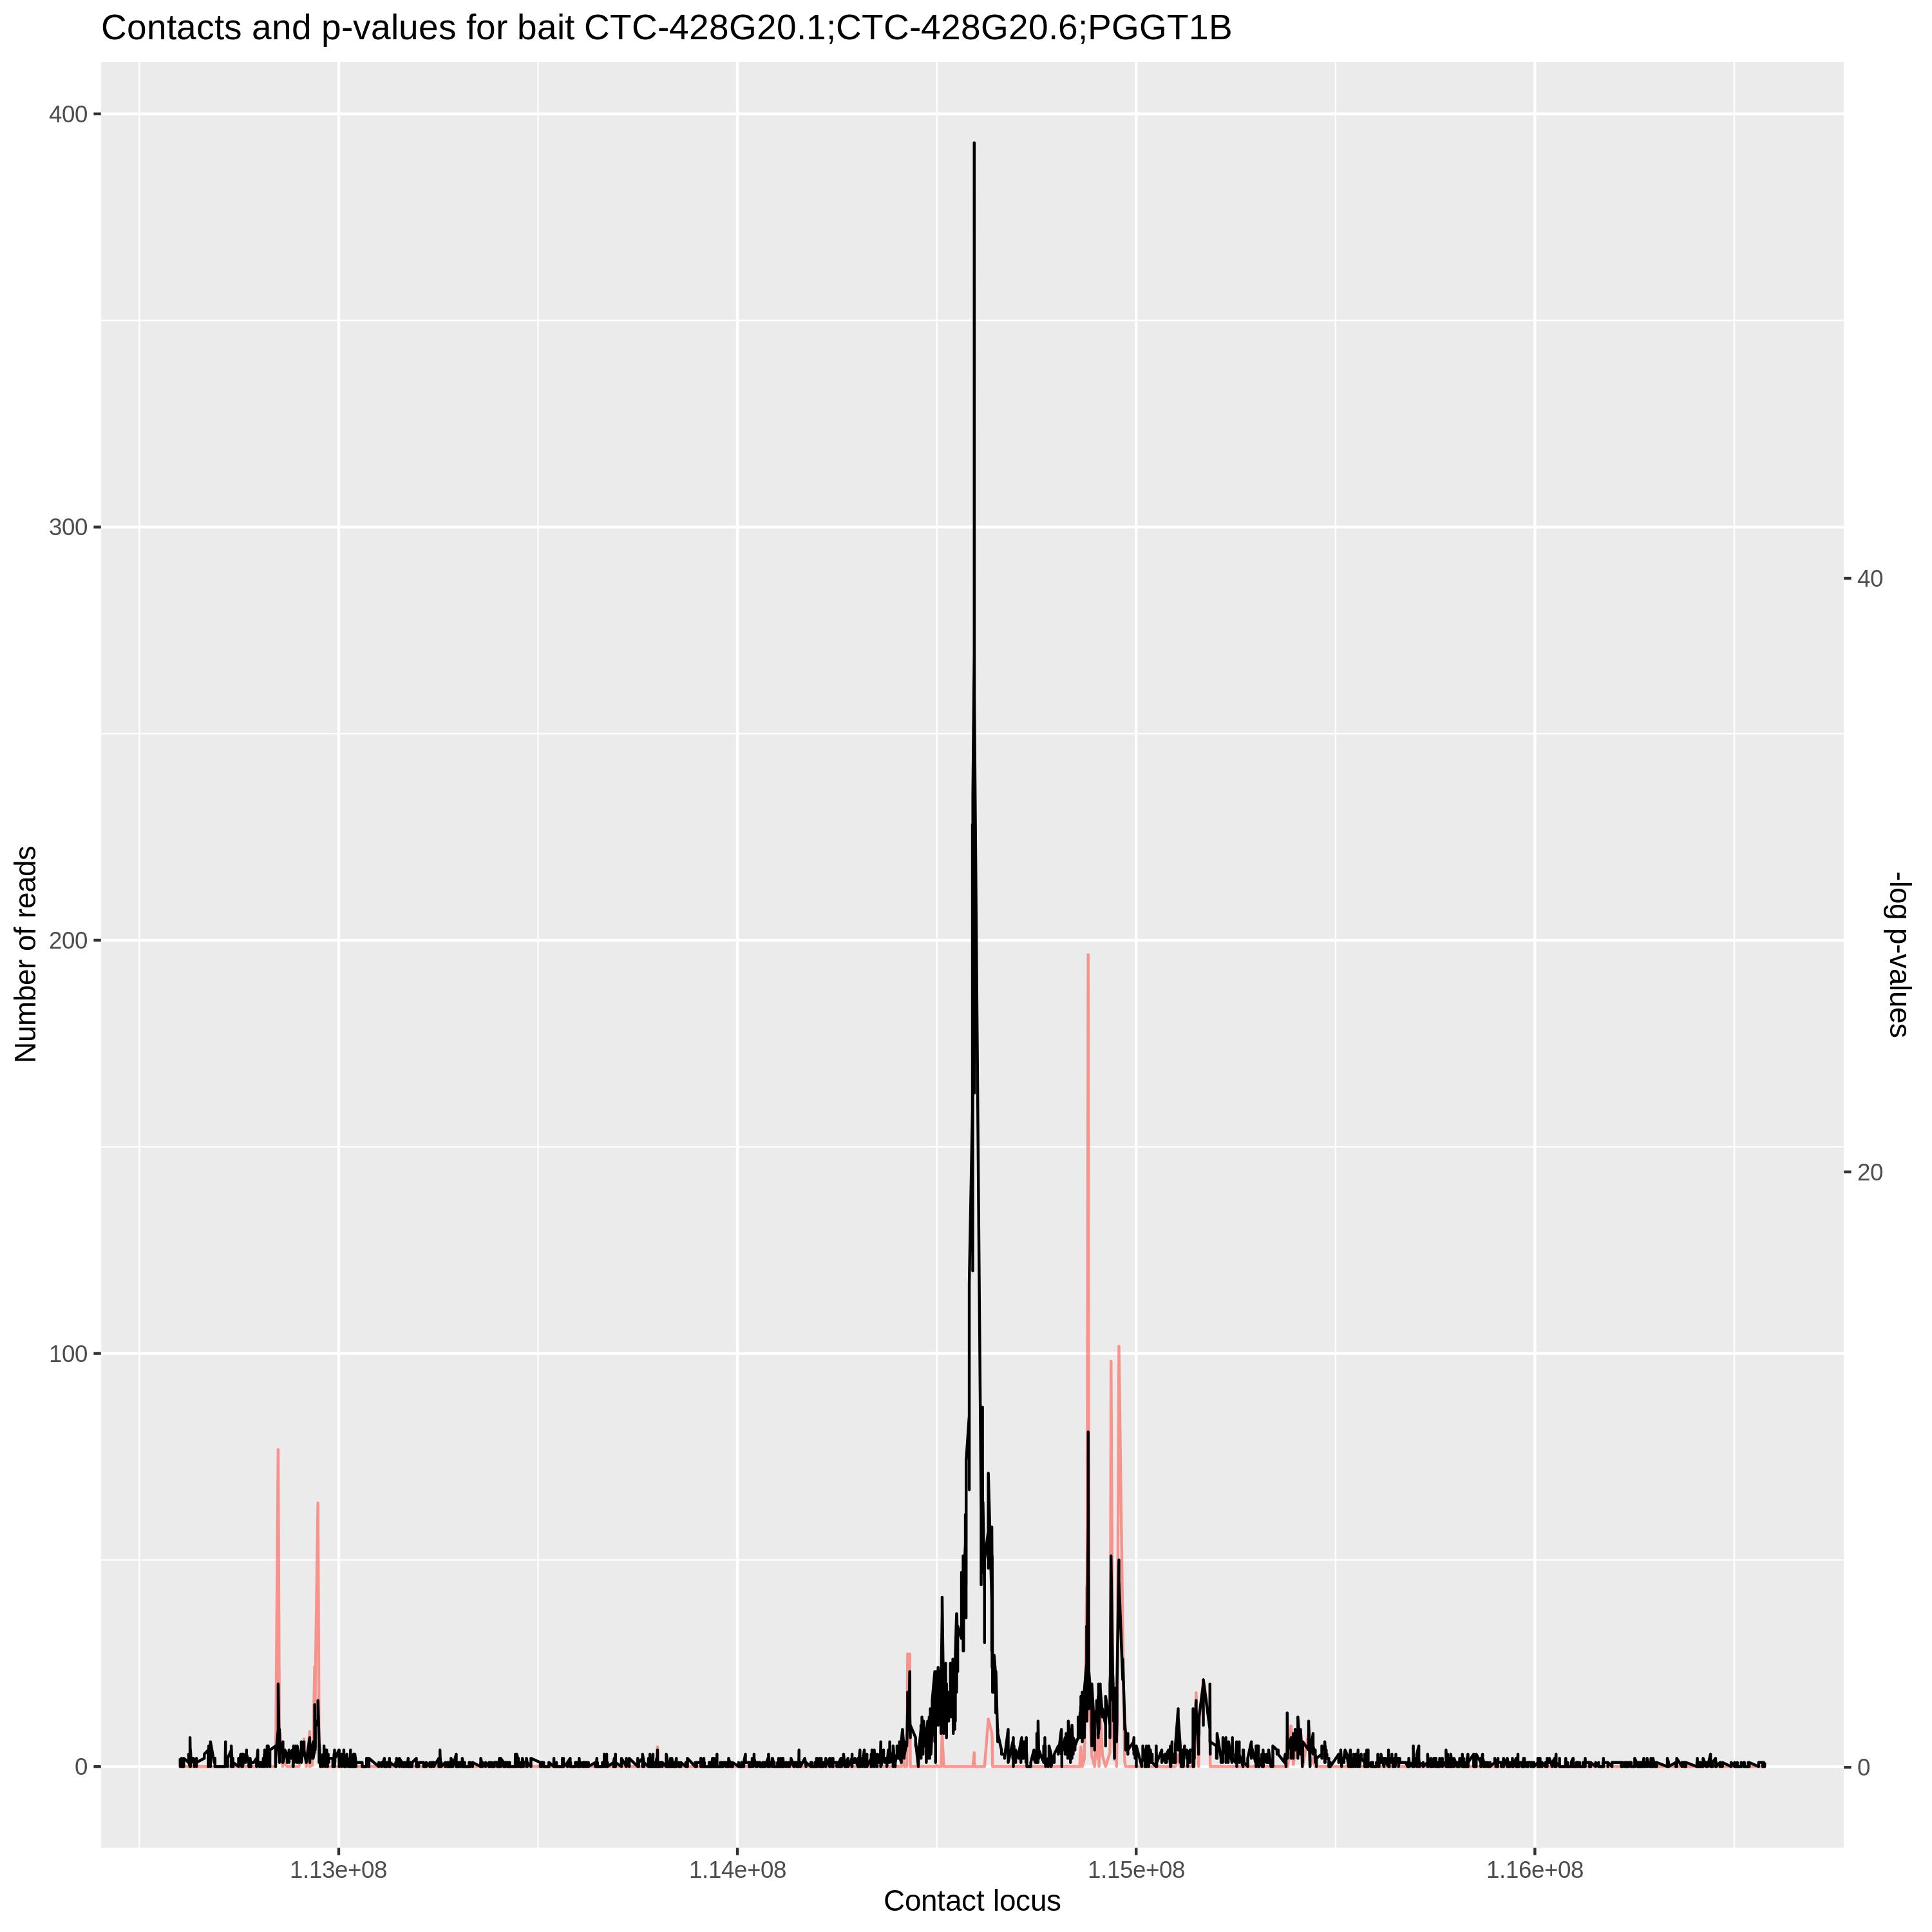 Contacts and p-values for bait CTC-428G20.1;CTC-428G20.6;PGGT1B
400
300
200
100
0
Number of reads
40
20
0
-log p-values
1.13e+08
1.14e+08
1.15e+08
1.16e+08
Contact locus